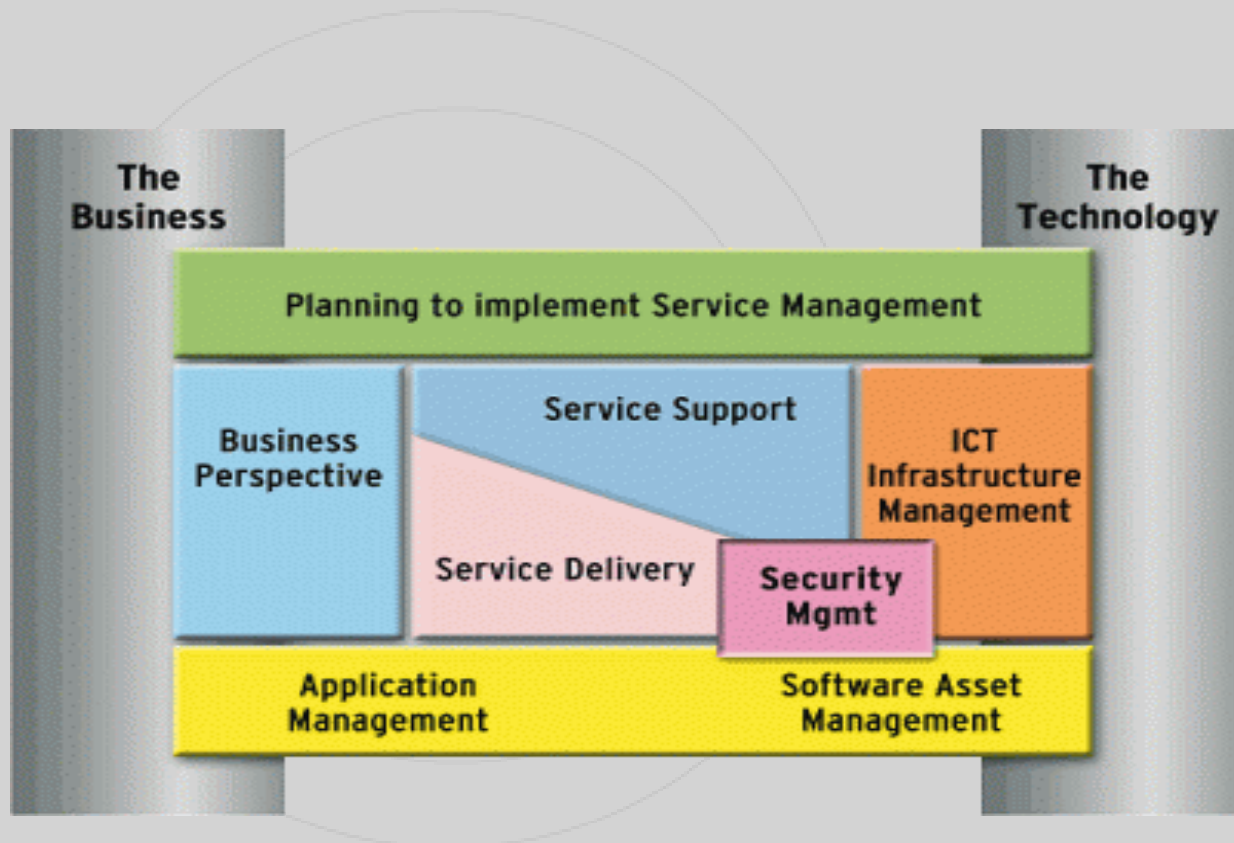 The
Business
The
Technology
Planning to implement Service Management
Business
Perspective
Service Support
ICT
Infrastructure
Management
Service Delivery
Security
Mgmt
Application
Management
Software Asset
Management